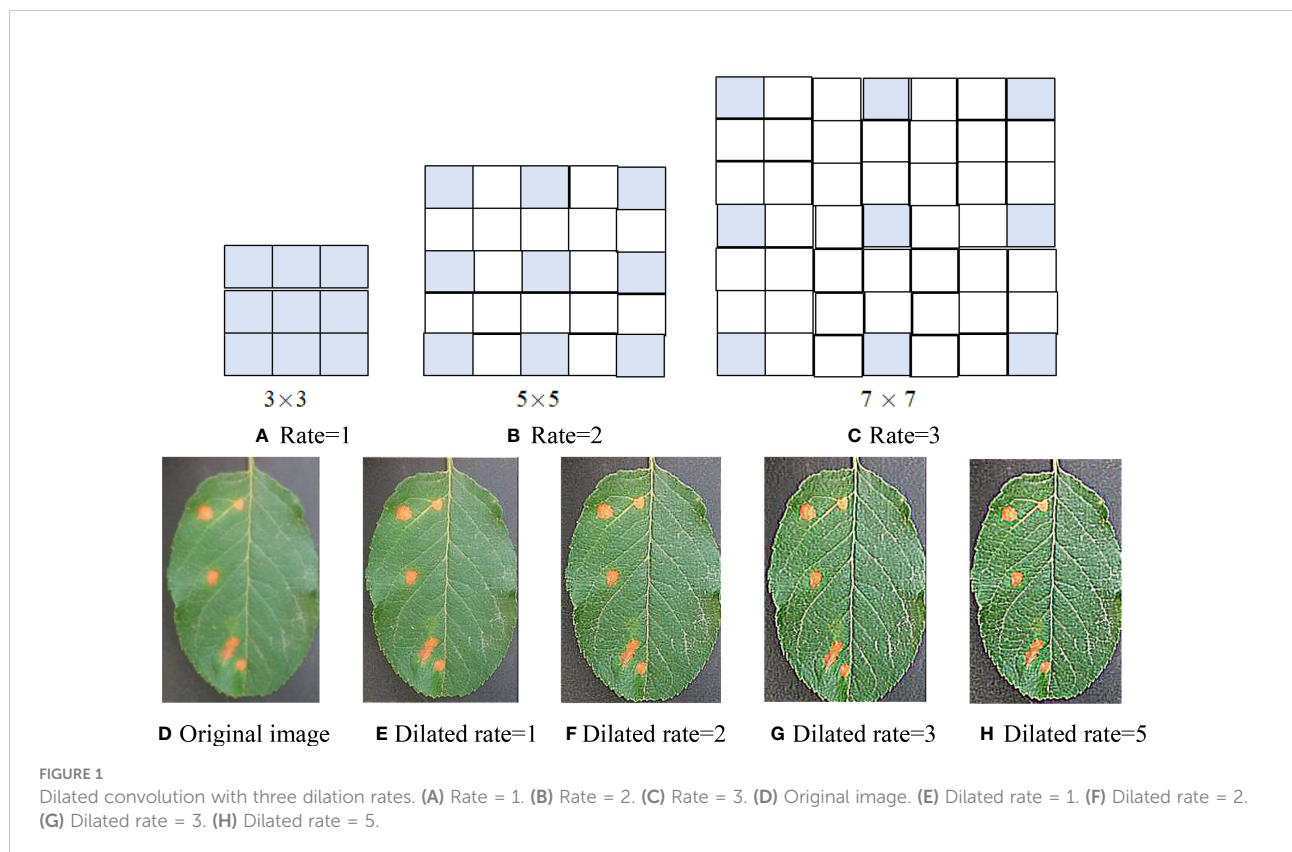 3×3
5×5
7 × 7
A Rate=1
B Rate=2
C Rate=3
D Original image
E Dilated rate=1
F Dilated rate=2
G Dilated rate=3
H Dilated rate=5
FIGURE 1
Dilated convolution with three dilation rates. (A) Rate = 1. (B) Rate = 2. (C) Rate = 3. (D) Original image. (E) Dilated rate = 1. (F) Dilated rate = 2.
(G) Dilated rate = 3. (H) Dilated rate = 5.